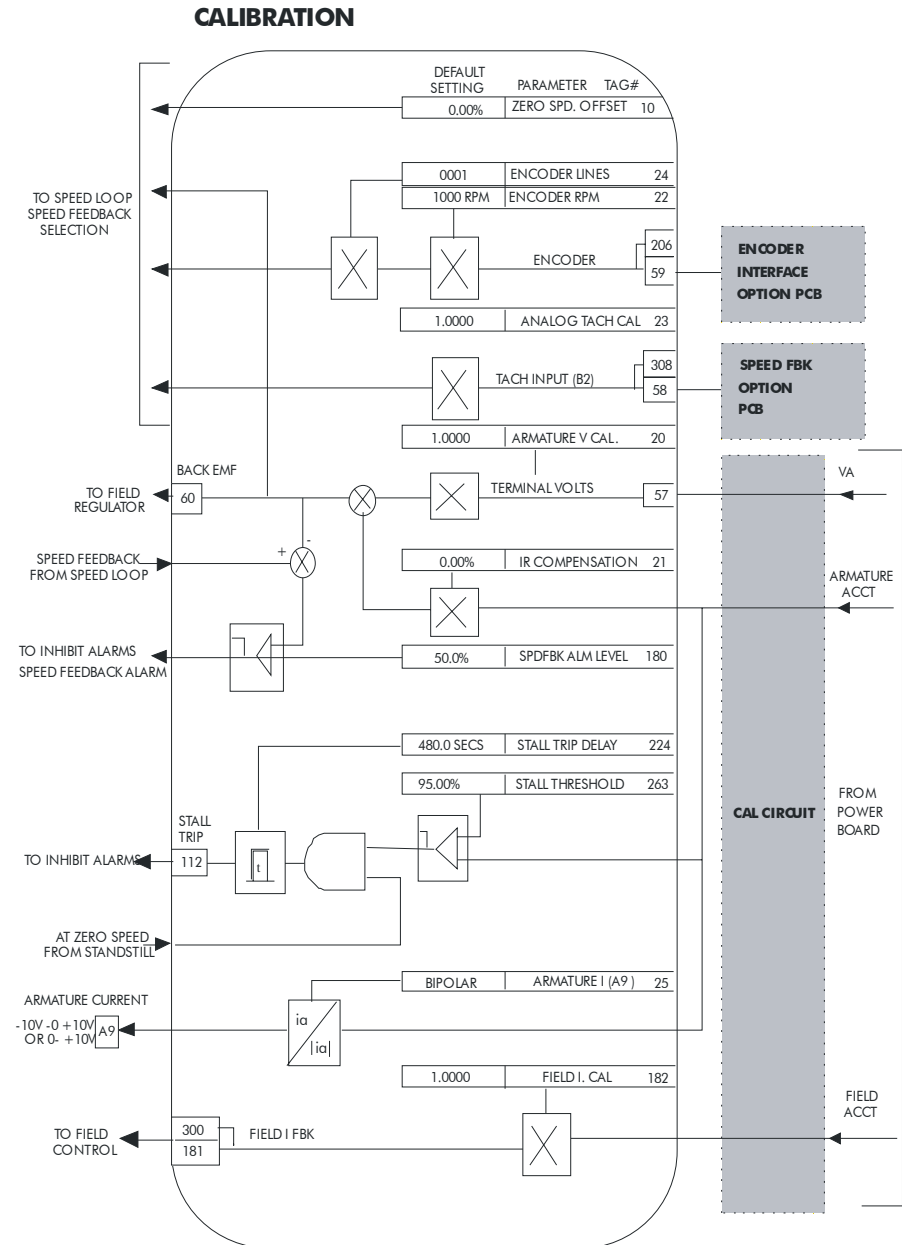 CALIBRATION
DEFAULT
SETTING
PARAMETER TAG#
0.00% ZERO SPD. OFFSET 10
0001 ENCODER LINES 24
1000 RPM ENCODER RPM 22
TO SPEED LOOP
SPEED FEEDBACK
SELECTION
206
ENCODER
59
ENCODER
INTERFACE
OPTION PCB
1.0000 ANALOG TACH CAL 23
308
TACH INPUT (B2)
58
SPEED FBK
OPTION
PCB
1.0000 ARMATURE V CAL. 20
BACK EMF
TO FIELD
REGULATOR
60
TERMINAL VOLTS
57
VA
-
+
SPEED FEEDBACK
FROM SPEED LOOP
0.00% IR COMPENSATION 21
ARMATURE
ACCT
TO INHIBIT ALARMS
SPEED FEEDBACK ALARM
50.0% SPDFBK ALM LEVEL 180
480.0 SECS STALL TRIP DELAY 224
95.00% STALL THRESHOLD 263
CAL CIRCUIT
FROM
POWER
BOARD
STALL
TRIP
TO INHIBIT ALARMS
112
t
AT ZERO SPEED
FROM STANDSTILL
BIPOLAR ARMATURE I (A9 ) 25
ARMATURE CURRENT
-10V -0 +10V
OR 0- +10V
A9
ia
|ia|
1.0000 FIELD I. CAL 182
FIELD
ACCT
TO FIELD
CONTROL
300
181
FIELD I FBK